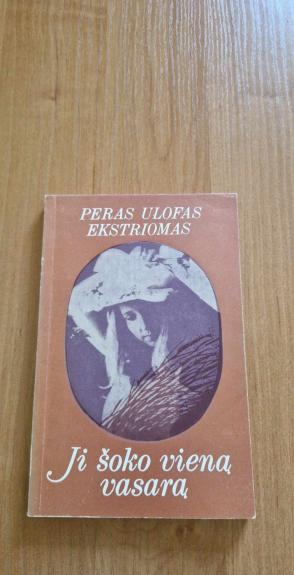 PERAS ULOFAS
EKSTRIOMAS
Ji šoko vieną
vasarą